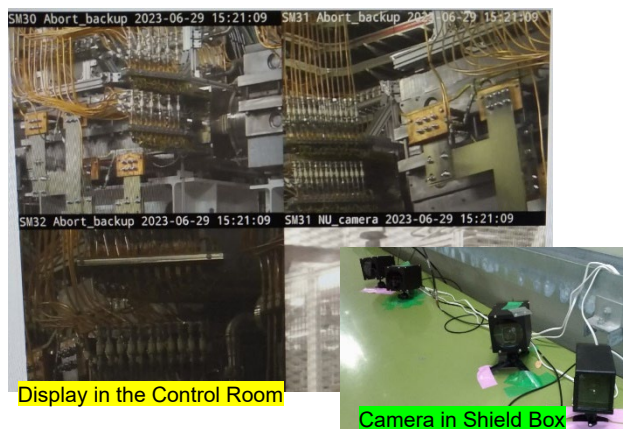 SM30 Abort_backup 2023-06-29 15:21:09
SM31 Abort_backup 2023-06-29 15:21:09
SM32 Abort_backup 2023-06-29 15:21:09
SM31 NU_camera 2023-06-29 15:21:09
Display in the Control Room
Camera in Shield Box